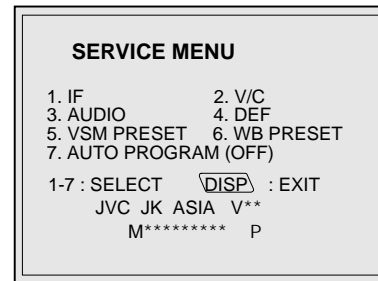 SERVICE MENU
1. IF 2. V/C
3. AUDIO 4. DEF
5. VSM PRESET 6. WB PRESET
7. AUTO PROGRAM (OFF)
1-7 : SELECT DISP : EXIT
JVC JK ASIA V**
M********* P